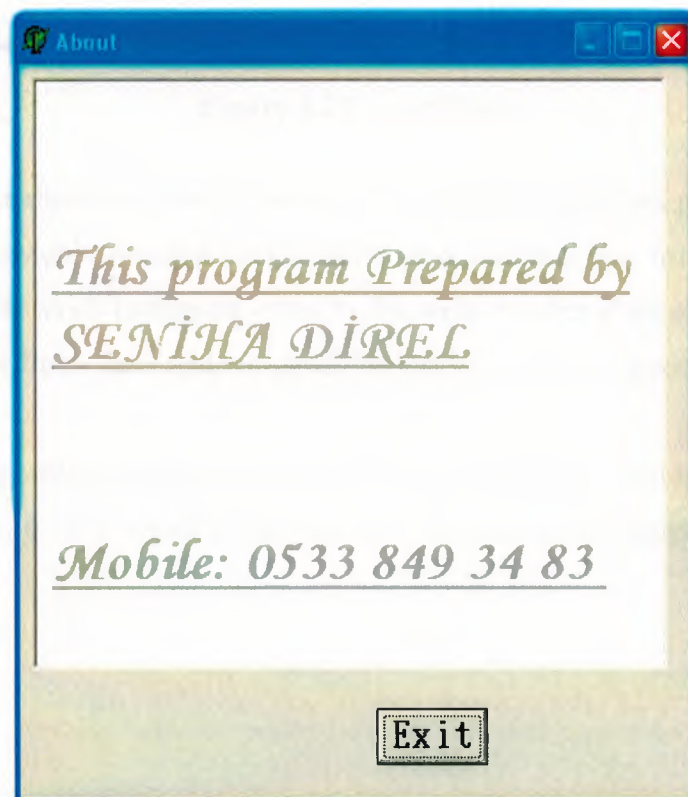 About
This program Prepared by
SENİHA DİREL
Mobile: 0533 849 34 83
Exit